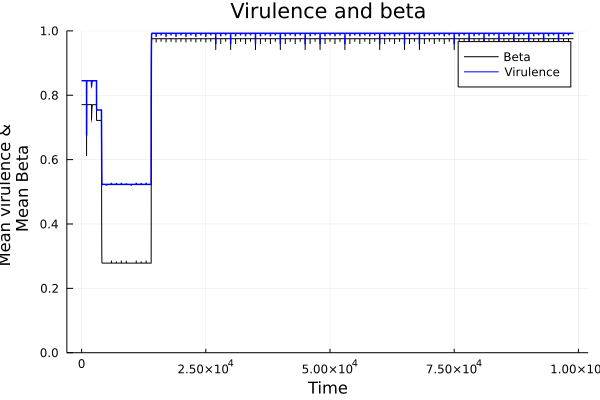 Virulence and beta
Mean virulence &
Mean Beta
1.0
0.8
0.6
0.4
0.2
0.0
Beta
Virulence
0
2.50×10⁴
5.00×10⁴
7.50×10⁴
1.00×10
Time